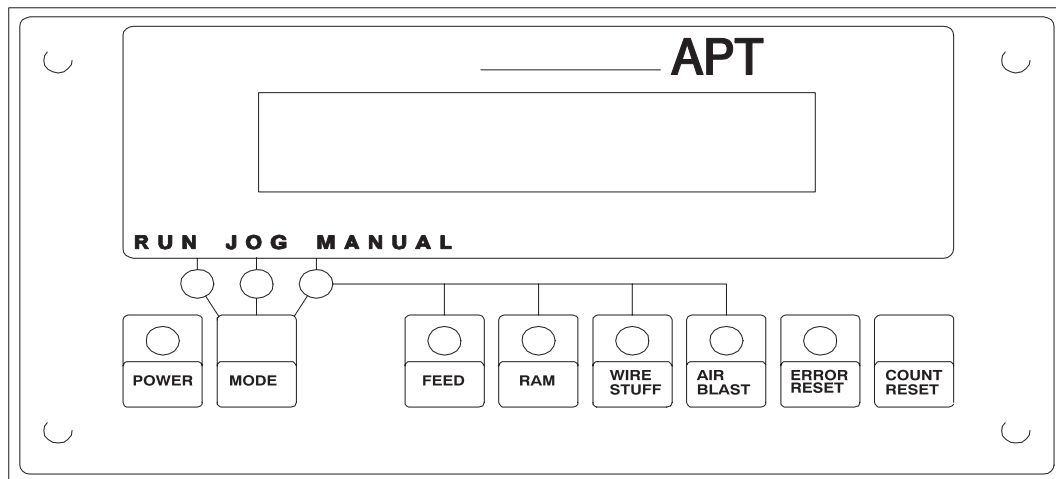 APT
RUN JOG MANUAL
POWER
MODE
FEED
RAM
WIRE
STUFF
AIR
BLAST
ERROR
RESET
COUNT
RESET